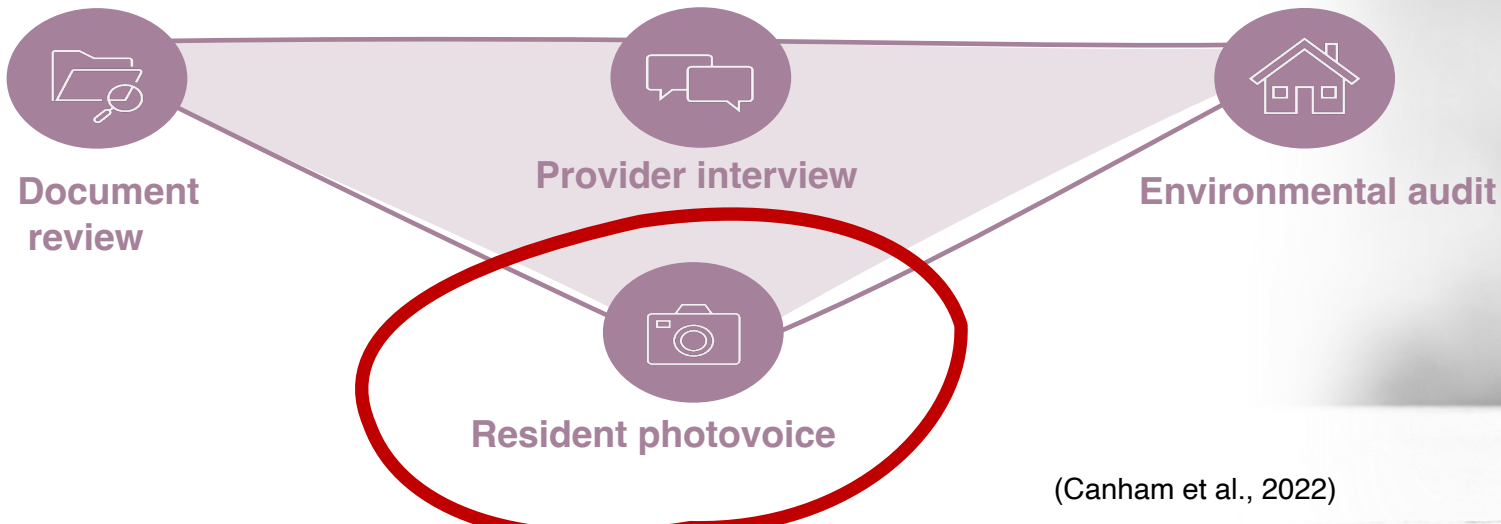 Provider interview
Document
review
Environmental audit
Resident photovoice
(Canham et al., 2022)